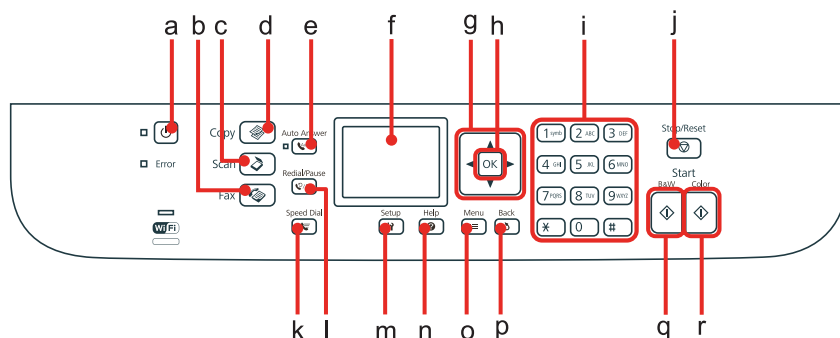 a b c d e f g h i j
Copy
Auto Answer
Stop/Reset
1 symb 2 ABC 3 DEF
Error
Scan
OK
4 GHI 5 JKL 6 MNO
Redial/Pause
Start
B&W Color
Fax
7 PQRS 8 TUV 9 WXYZ
Speed Dial
Setup Help Menu Back
* 0 #
WiFi
k l m n o p q r